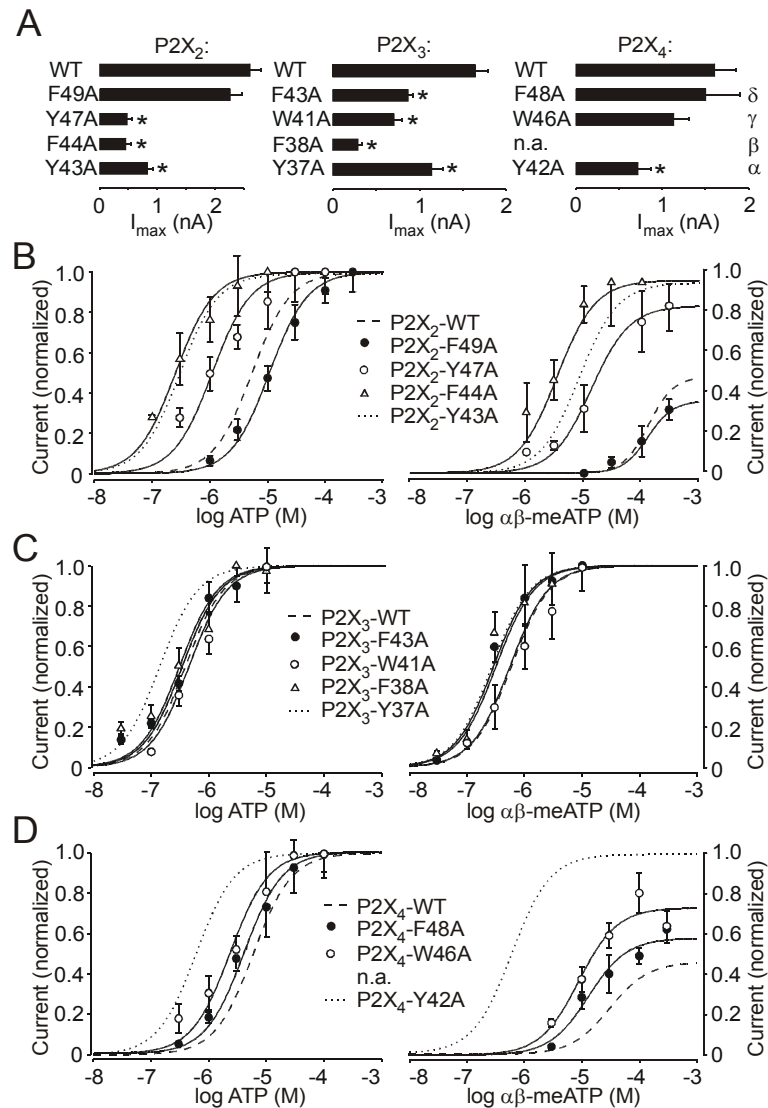 A
P2X2: P2X3: P2X4:
WT WT WT
F49A F43A F48A δ
Y47A * W41A * W46A γ
F44A * F38A * n.a. β
Y43A * Y37A * Y42A * α
0 2 0 1 2 0 1 2
Imax (nA) Imax (nA) Imax (nA)
B
Current (normalized)
1.0
0.8
0.6
0.4
0.2
0
-8 -7 -6 -5 -4 -3
log ATP (M)
P2X2-WT
P2X2-F49A
P2X2-Y47A
P2X2-F44A
P2X2-Y43A
-8 -7 -6 -5 -4 -3
log αβ-meATP (M)
1.0
0.8
0.6
0.4
0.2
0
Current (normalized)
C
Current (normalized)
1.0
0.8
0.6
0.4
0.2
0
-8 -7 -6 -5 -4 -3
log ATP (M)
P2X3-WT
P2X3-F43A
P2X3-W41A
P2X3-F38A
P2X3-Y37A
-8 -7 -6 -5 -4 -3
log αβ-meATP (M)
1.0
0.8
0.6
0.4
0.2
0
Current (normalized)
D
Current (normalized)
1.0
0.8
0.6
0.4
0.2
0
-8 -7 -6 -5 -4 -3
log ATP (M)
P2X4-WT
P2X4-F48A
P2X4-W46A
n.a.
P2X4-Y42A
-8 -7 -6 -5 -4 -3
log αβ-meATP (M)
1.0
0.8
0.6
0.4
0.2
0
Current (normalized)